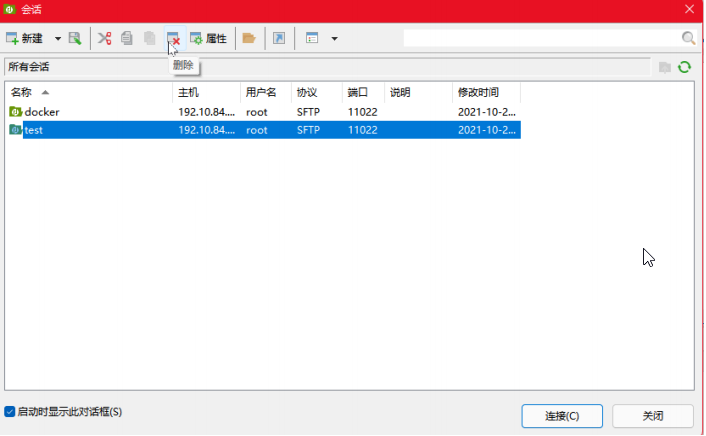 会话
新建 属性
删除
所有会话
名称 主机 用户名 协议 端口 说明 修改时间
docker 192.10.84.... root SFTP 11022 2021-10-2...
test 192.10.84.... root SFTP 11022 2021-10-2...
启动时显示此对话框(S) 连接(C) 关闭